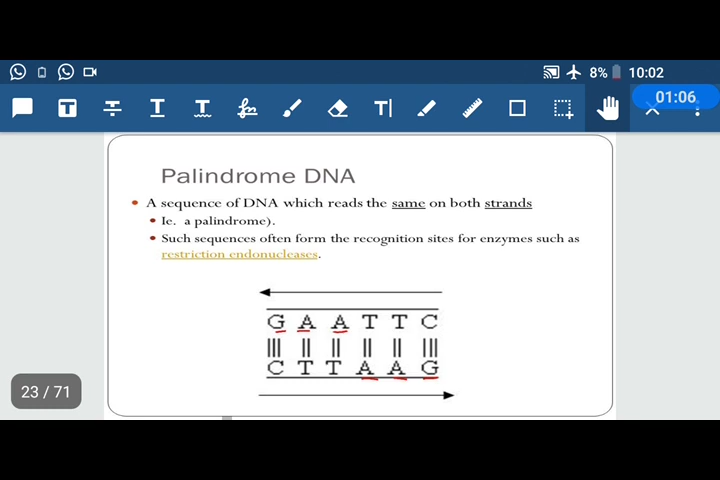 8% 10:02
01:06
T T T T T|
Palindrome DNA
A sequence of DNA which reads the same on both strands
Ie. a palindrome).
Such sequences often form the recognition sites for enzymes such as
restriction endonucleases.
G A A T T C
C T T A A G
23 / 71